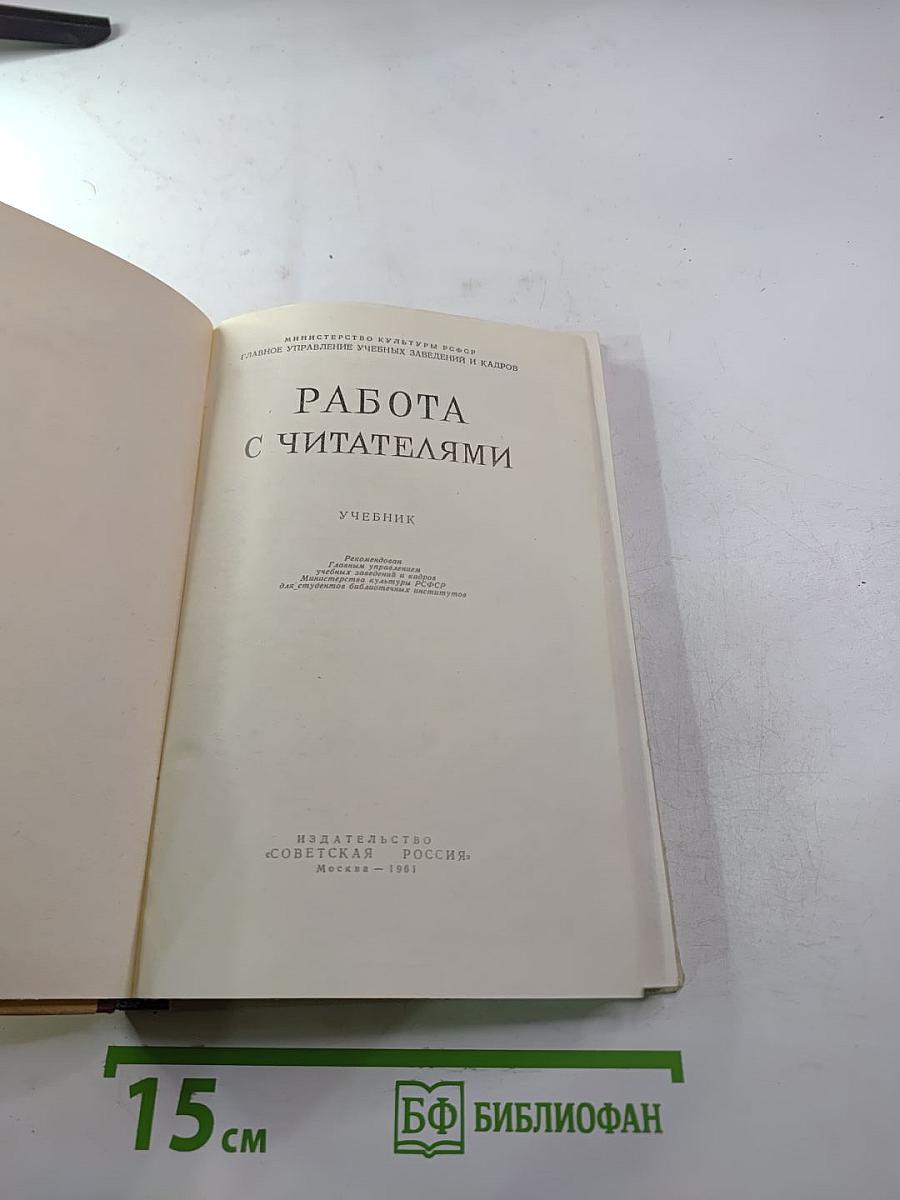 МИНИСТЕРСТВО КУЛЬТУРЫ РСФСР
ГЛАВНОЕ УПРАВЛЕНИЕ УЧЕБНЫХ ЗАВЕДЕНИЙ И КАДРОВ
РАБОТА
С ЧИТАТЕЛЯМИ
УЧЕБНИК
Рекомендован
Главным управлением
учебных заведений и кадров
Министерства культуры РСФСР
для студентов библиотечных институтов
ИЗДАТЕЛЬСТВО
«СОВЕТСКАЯ РОССИЯ»
Москва — 1961
15 см
БФ БИБЛИОФАН